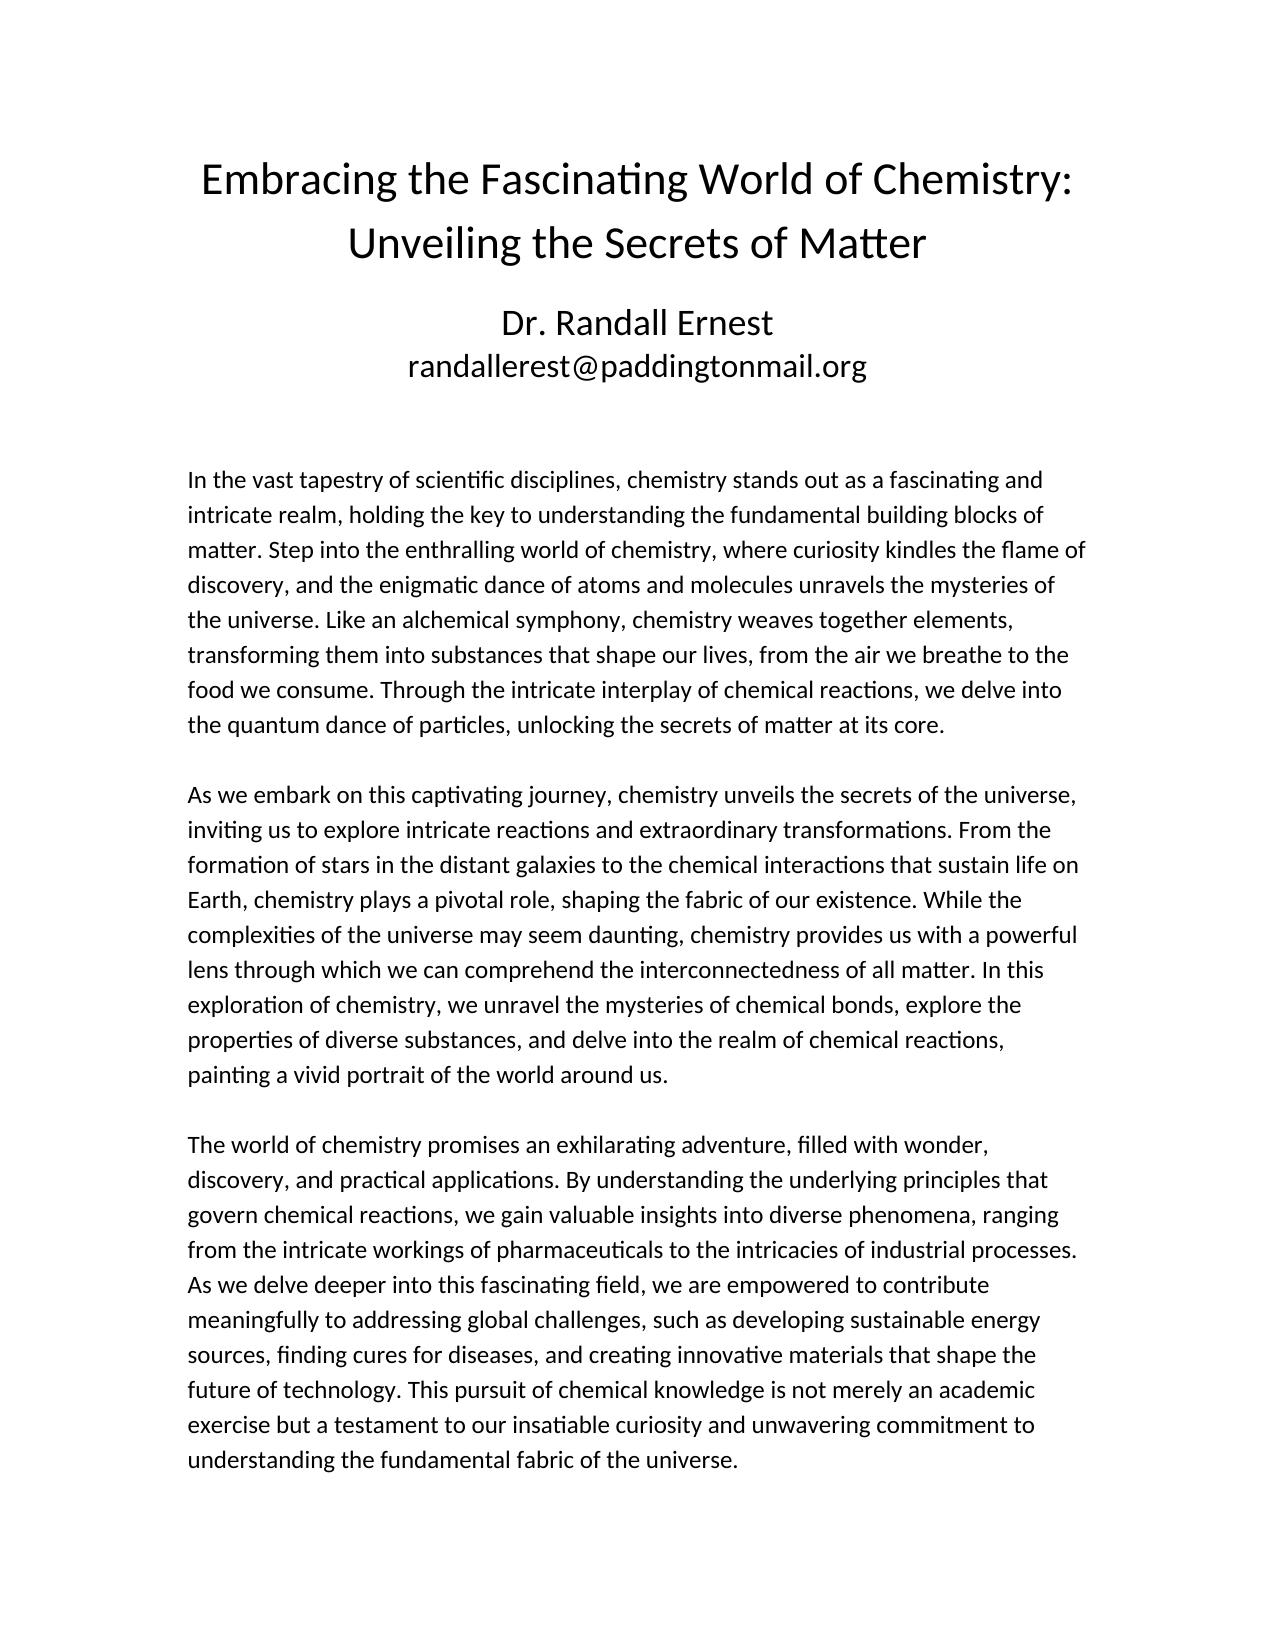 Embracing the Fascinating World of Chemistry:
Unveiling the Secrets of Matter
Dr. Randall Ernest
randallerest@paddingtonmail.org
In the vast tapestry of scientific disciplines, chemistry stands out as a fascinating and
intricate realm, holding the key to understanding the fundamental building blocks of
matter. Step into the enthralling world of chemistry, where curiosity kindles the flame of
discovery, and the enigmatic dance of atoms and molecules unravels the mysteries of
the universe. Like an alchemical symphony, chemistry weaves together elements,
transforming them into substances that shape our lives, from the air we breathe to the
food we consume. Through the intricate interplay of chemical reactions, we delve into
the quantum dance of particles, unlocking the secrets of matter at its core.
As we embark on this captivating journey, chemistry unveils the secrets of the universe,
inviting us to explore intricate reactions and extraordinary transformations. From the
formation of stars in the distant galaxies to the chemical interactions that sustain life on
Earth, chemistry plays a pivotal role, shaping the fabric of our existence. While the
complexities of the universe may seem daunting, chemistry provides us with a powerful
lens through which we can comprehend the interconnectedness of all matter. In this
exploration of chemistry, we unravel the mysteries of chemical bonds, explore the
properties of diverse substances, and delve into the realm of chemical reactions,
painting a vivid portrait of the world around us.
The world of chemistry promises an exhilarating adventure, filled with wonder,
discovery, and practical applications. By understanding the underlying principles that
govern chemical reactions, we gain valuable insights into diverse phenomena, ranging
from the intricate workings of pharmaceuticals to the intricacies of industrial processes.
As we delve deeper into this fascinating field, we are empowered to contribute
meaningfully to addressing global challenges, such as developing sustainable energy
sources, finding cures for diseases, and creating innovative materials that shape the
future of technology. This pursuit of chemical knowledge is not merely an academic
exercise but a testament to our insatiable curiosity and unwavering commitment to
understanding the fundamental fabric of the universe.